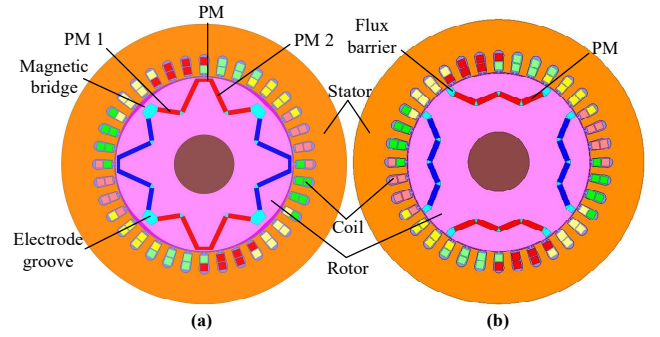 PM
PM 1
PM 2
Magnetic
bridge
Electrode
groove
Flux
barrier
PM
Stator
Coil
Rotor
(a)
(b)